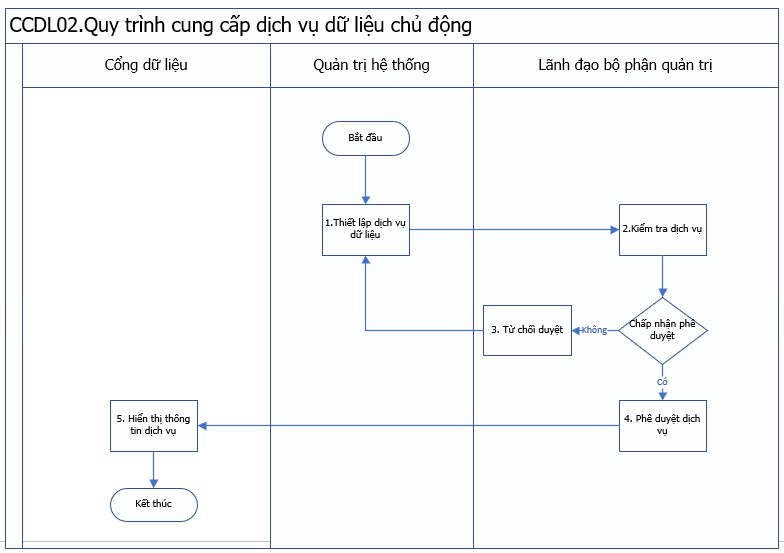 CCDL02.Quy trình cung cấp dịch vụ dữ liệu chủ động
Cổng dữ liệu
Quản trị hệ thống
Lãnh đạo bộ phận quản trị
Bắt đầu
1.Thiết lập dịch vụ
dữ liệu
2.Kiểm tra dịch vụ
Chấp nhận phê
duyệt
Không
3. Từ chối duyệt
Có
4. Phê duyệt dịch
vụ
5. Hiển thị thông
tin dịch vụ
Kết thúc